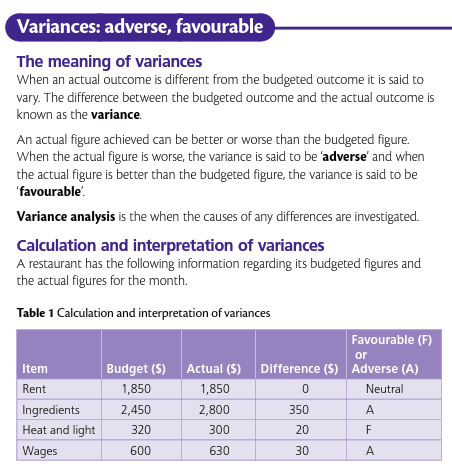 Variances: adverse, favourable
The meaning of variances
When an actual outcome is different from the budgeted outcome it is said to
vary. The difference between the budgeted outcome and the actual outcome is
known as the variance.
An actual figure achieved can be better or worse than the budgeted figure.
When the actual figure is worse, the variance is said to be ‘adverse’ and when
the actual figure is better than the budgeted figure, the variance is said to be
‘favourable’.
Variance analysis is the when the causes of any differences are investigated.
Calculation and interpretation of variances
A restaurant has the following information regarding its budgeted figures and
the actual figures for the month.
Table 1 Calculation and interpretation of variances
Item Budget ($) Actual ($) Difference ($) Favourable (F) or Adverse (A)
Rent 1,850 1,850 0 Neutral
Ingredients 2,450 2,800 350 A
Heat and light 320 300 20 F
Wages 600 630 30 A